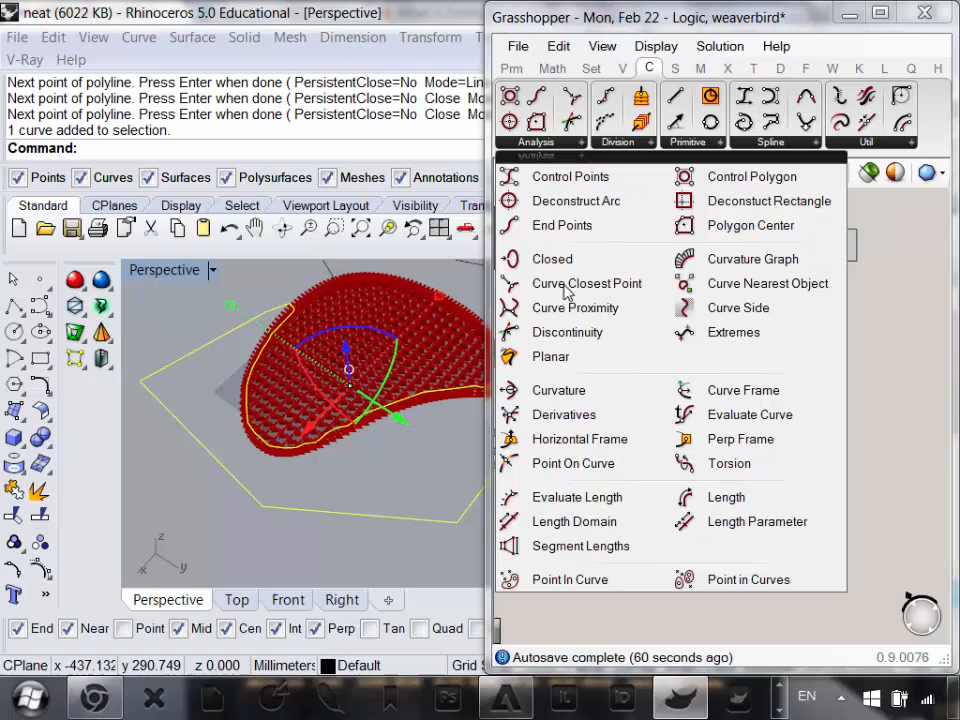 neat (6022 KB) - Rhinoceros 5.0 Educational - [Perspective]
File Edit View Curve Surface Solid Mesh Dimension Transform
V-Ray Help
Next point of polyline. Press Enter when done ( PersistentClose=No Mode=Lin
Next point of polyline. Press Enter when done ( PersistentClose=No Close Mo
Next point of polyline. Press Enter when done ( PersistentClose=No Close Mo
1 curve added to selection.
Command:
Points Curves Surfaces Polysurfaces Meshes Annotations
Standard CPlanes Display Select Viewport Layout Visibility Tran
Perspective
z
x y
Perspective Top Front Right
End Near Point Mid Cen Int Perp Tan Quad
CPlane x -437.132 y 290.749 z 0.000 Millimeters Default Grid S
Grasshopper - Mon, Feb 22 - Logic, weaverbird*
File Edit View Display Solution Help
Prm Math Set V C S M X T D F W K L Q H
Analysis Division Primitive Spline Util
Analysis
Control Points Control Polygon
Deconstruct Arc Deconstuct Rectangle
End Points Polygon Center
Closed Curvature Graph
Curve Closest Point Curve Nearest Object
Curve Proximity Curve Side
Discontinuity Extremes
Planar
Curvature Curve Frame
Derivatives Evaluate Curve
Horizontal Frame Perp Frame
Point On Curve Torsion
Evaluate Length Length
Length Domain Length Parameter
Segment Lengths
Point In Curve Point in Curves
Autosave complete (60 seconds ago) 0.9.0076
EN